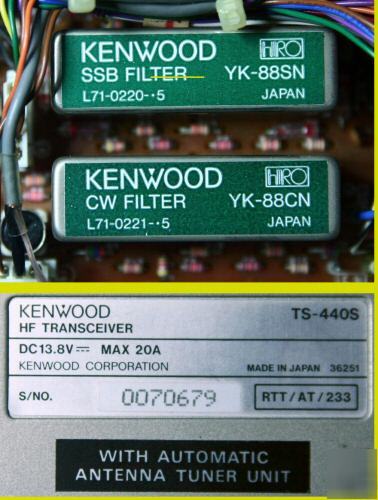 KENWOOD HIRO
SSB FILTER YK-88SN
L71-0220-·5 JAPAN
KENWOOD HIRO
CW FILTER YK-88CN
L71-0221-·5 JAPAN
KENWOOD TS-440S
HF TRANSCEIVER
DC13.8V⎓ MAX 20A
KENWOOD CORPORATION MADE IN JAPAN 36251
S/NO. 0070679 RTT/AT/233
WITH AUTOMATIC
ANTENNA TUNER UNIT